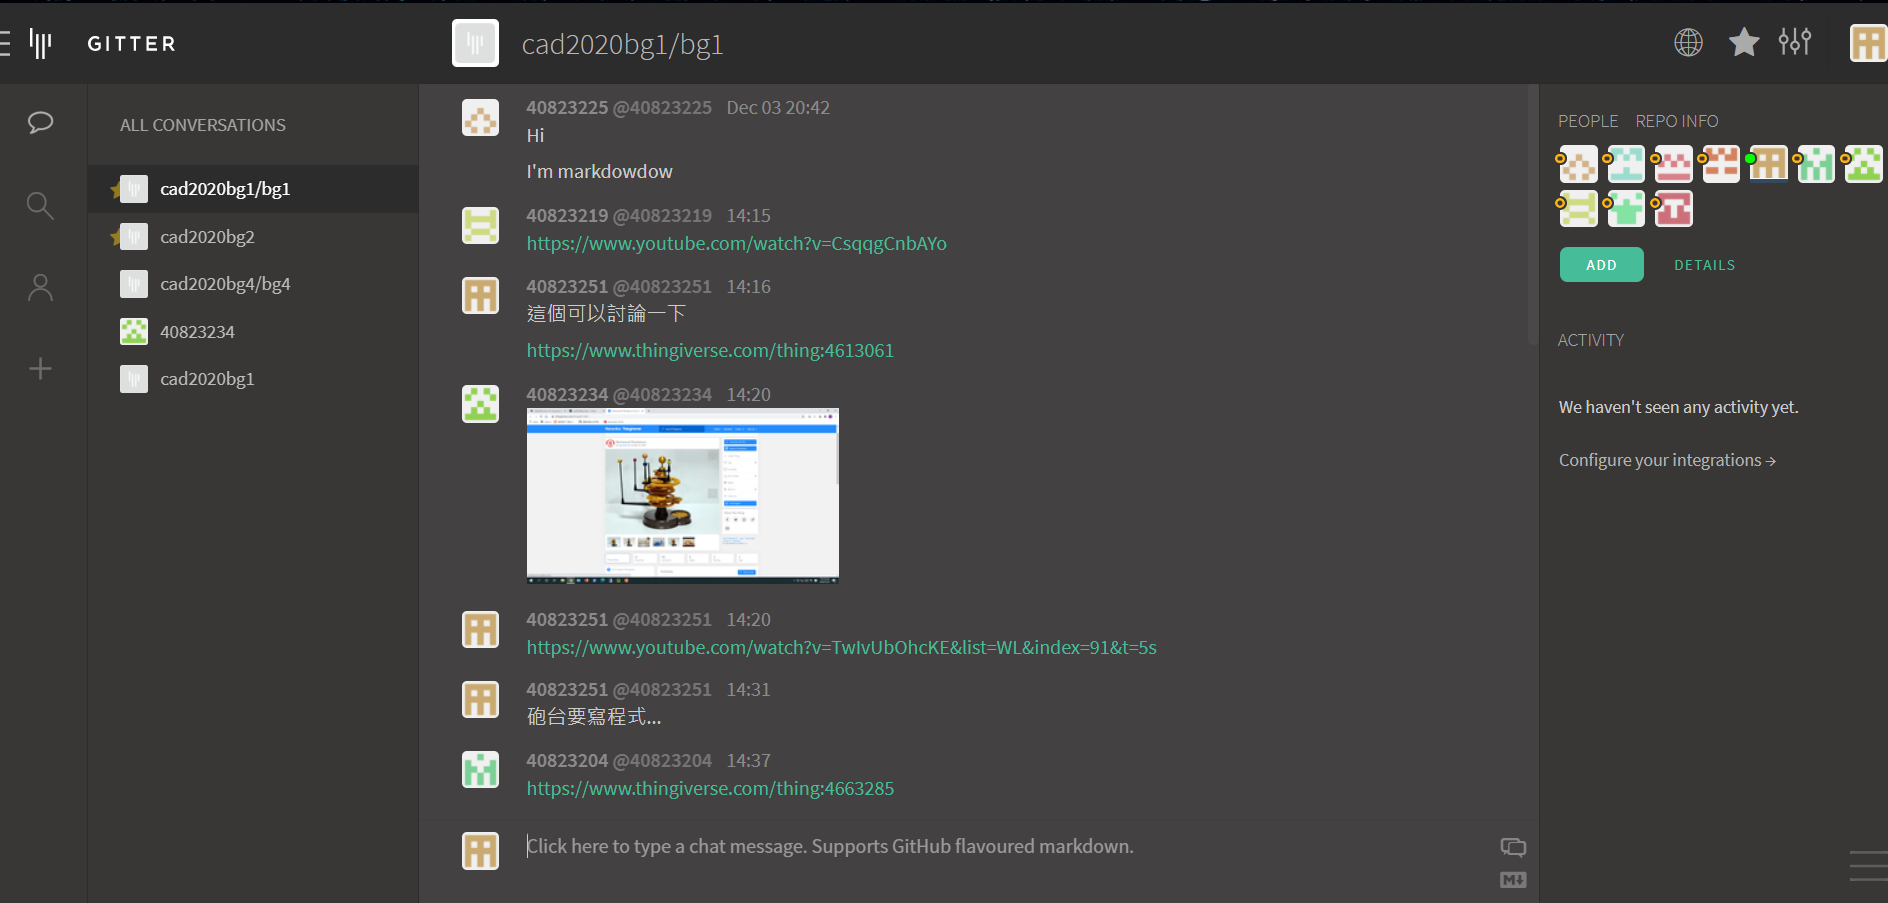 GITTER
cad2020bg1/bg1
ALL CONVERSATIONS
cad2020bg1/bg1
cad2020bg2
cad2020bg4/bg4
40823234
cad2020bg1
40823225 @40823225 Dec 03 20:42
Hi
I'm markdowdow
40823219 @40823219 14:15
https://www.youtube.com/watch?v=CsqqgCnbAYo
40823251 @40823251 14:16
這個可以討論一下
https://www.thingiverse.com/thing:4613061
40823234 @40823234 14:20
40823251 @40823251 14:20
https://www.youtube.com/watch?v=TwIvUbOhcKE&list=WL&index=91&t=5s
40823251 @40823251 14:31
砲台要寫程式...
40823204 @40823204 14:37
https://www.thingiverse.com/thing:4663285
Click here to type a chat message. Supports GitHub flavoured markdown.
M
PEOPLE REPO INFO
ADD DETAILS
ACTIVITY
We haven't seen any activity yet.
Configure your integrations →